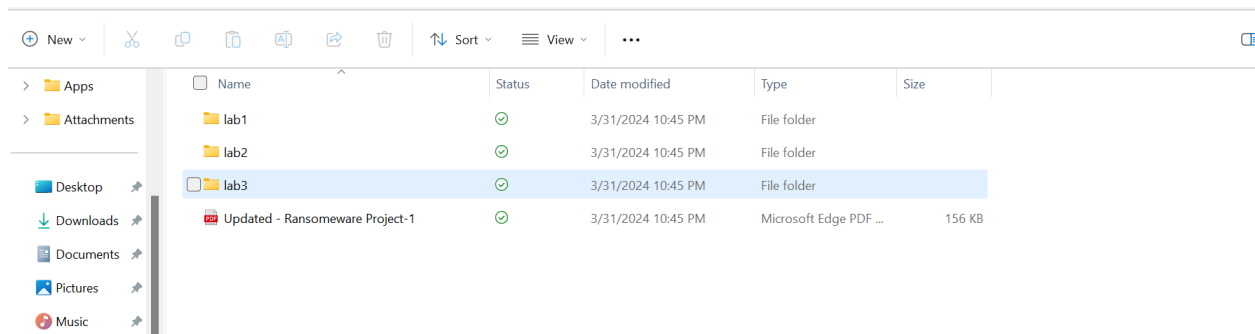 New Sort View •••
Apps
Attachments
Desktop
Downloads
Documents
Pictures
Music
Name Status Date modified Type Size
lab1 3/31/2024 10:45 PM File folder
lab2 3/31/2024 10:45 PM File folder
lab3 3/31/2024 10:45 PM File folder
PDF Updated - Ransomeware Project-1 3/31/2024 10:45 PM Microsoft Edge PDF ... 156 KB